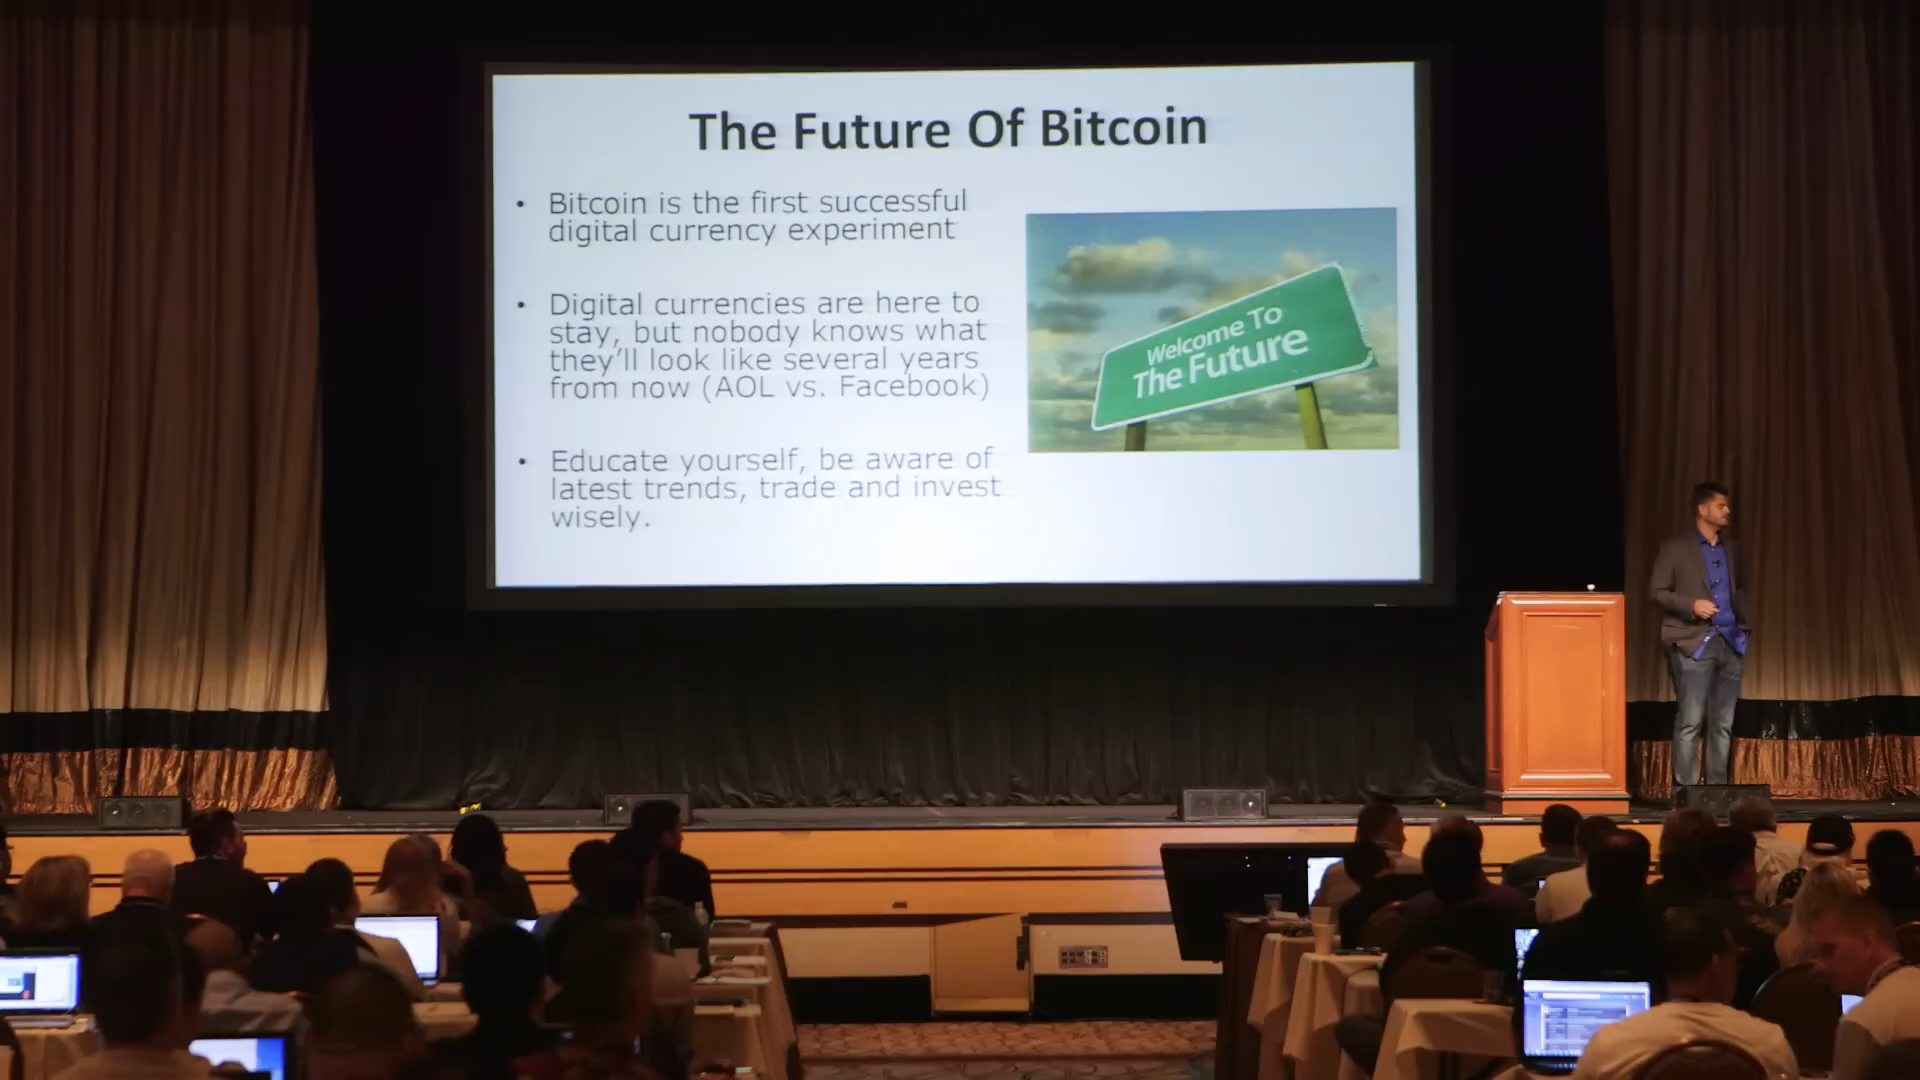 The Future Of Bitcoin
• Bitcoin is the first successful
digital currency experiment
• Digital currencies are here to
stay, but nobody knows what
they'll look like several years
from now (AOL vs. Facebook)
• Educate yourself, be aware of
latest trends, trade and invest
wisely.
Welcome To
The Future